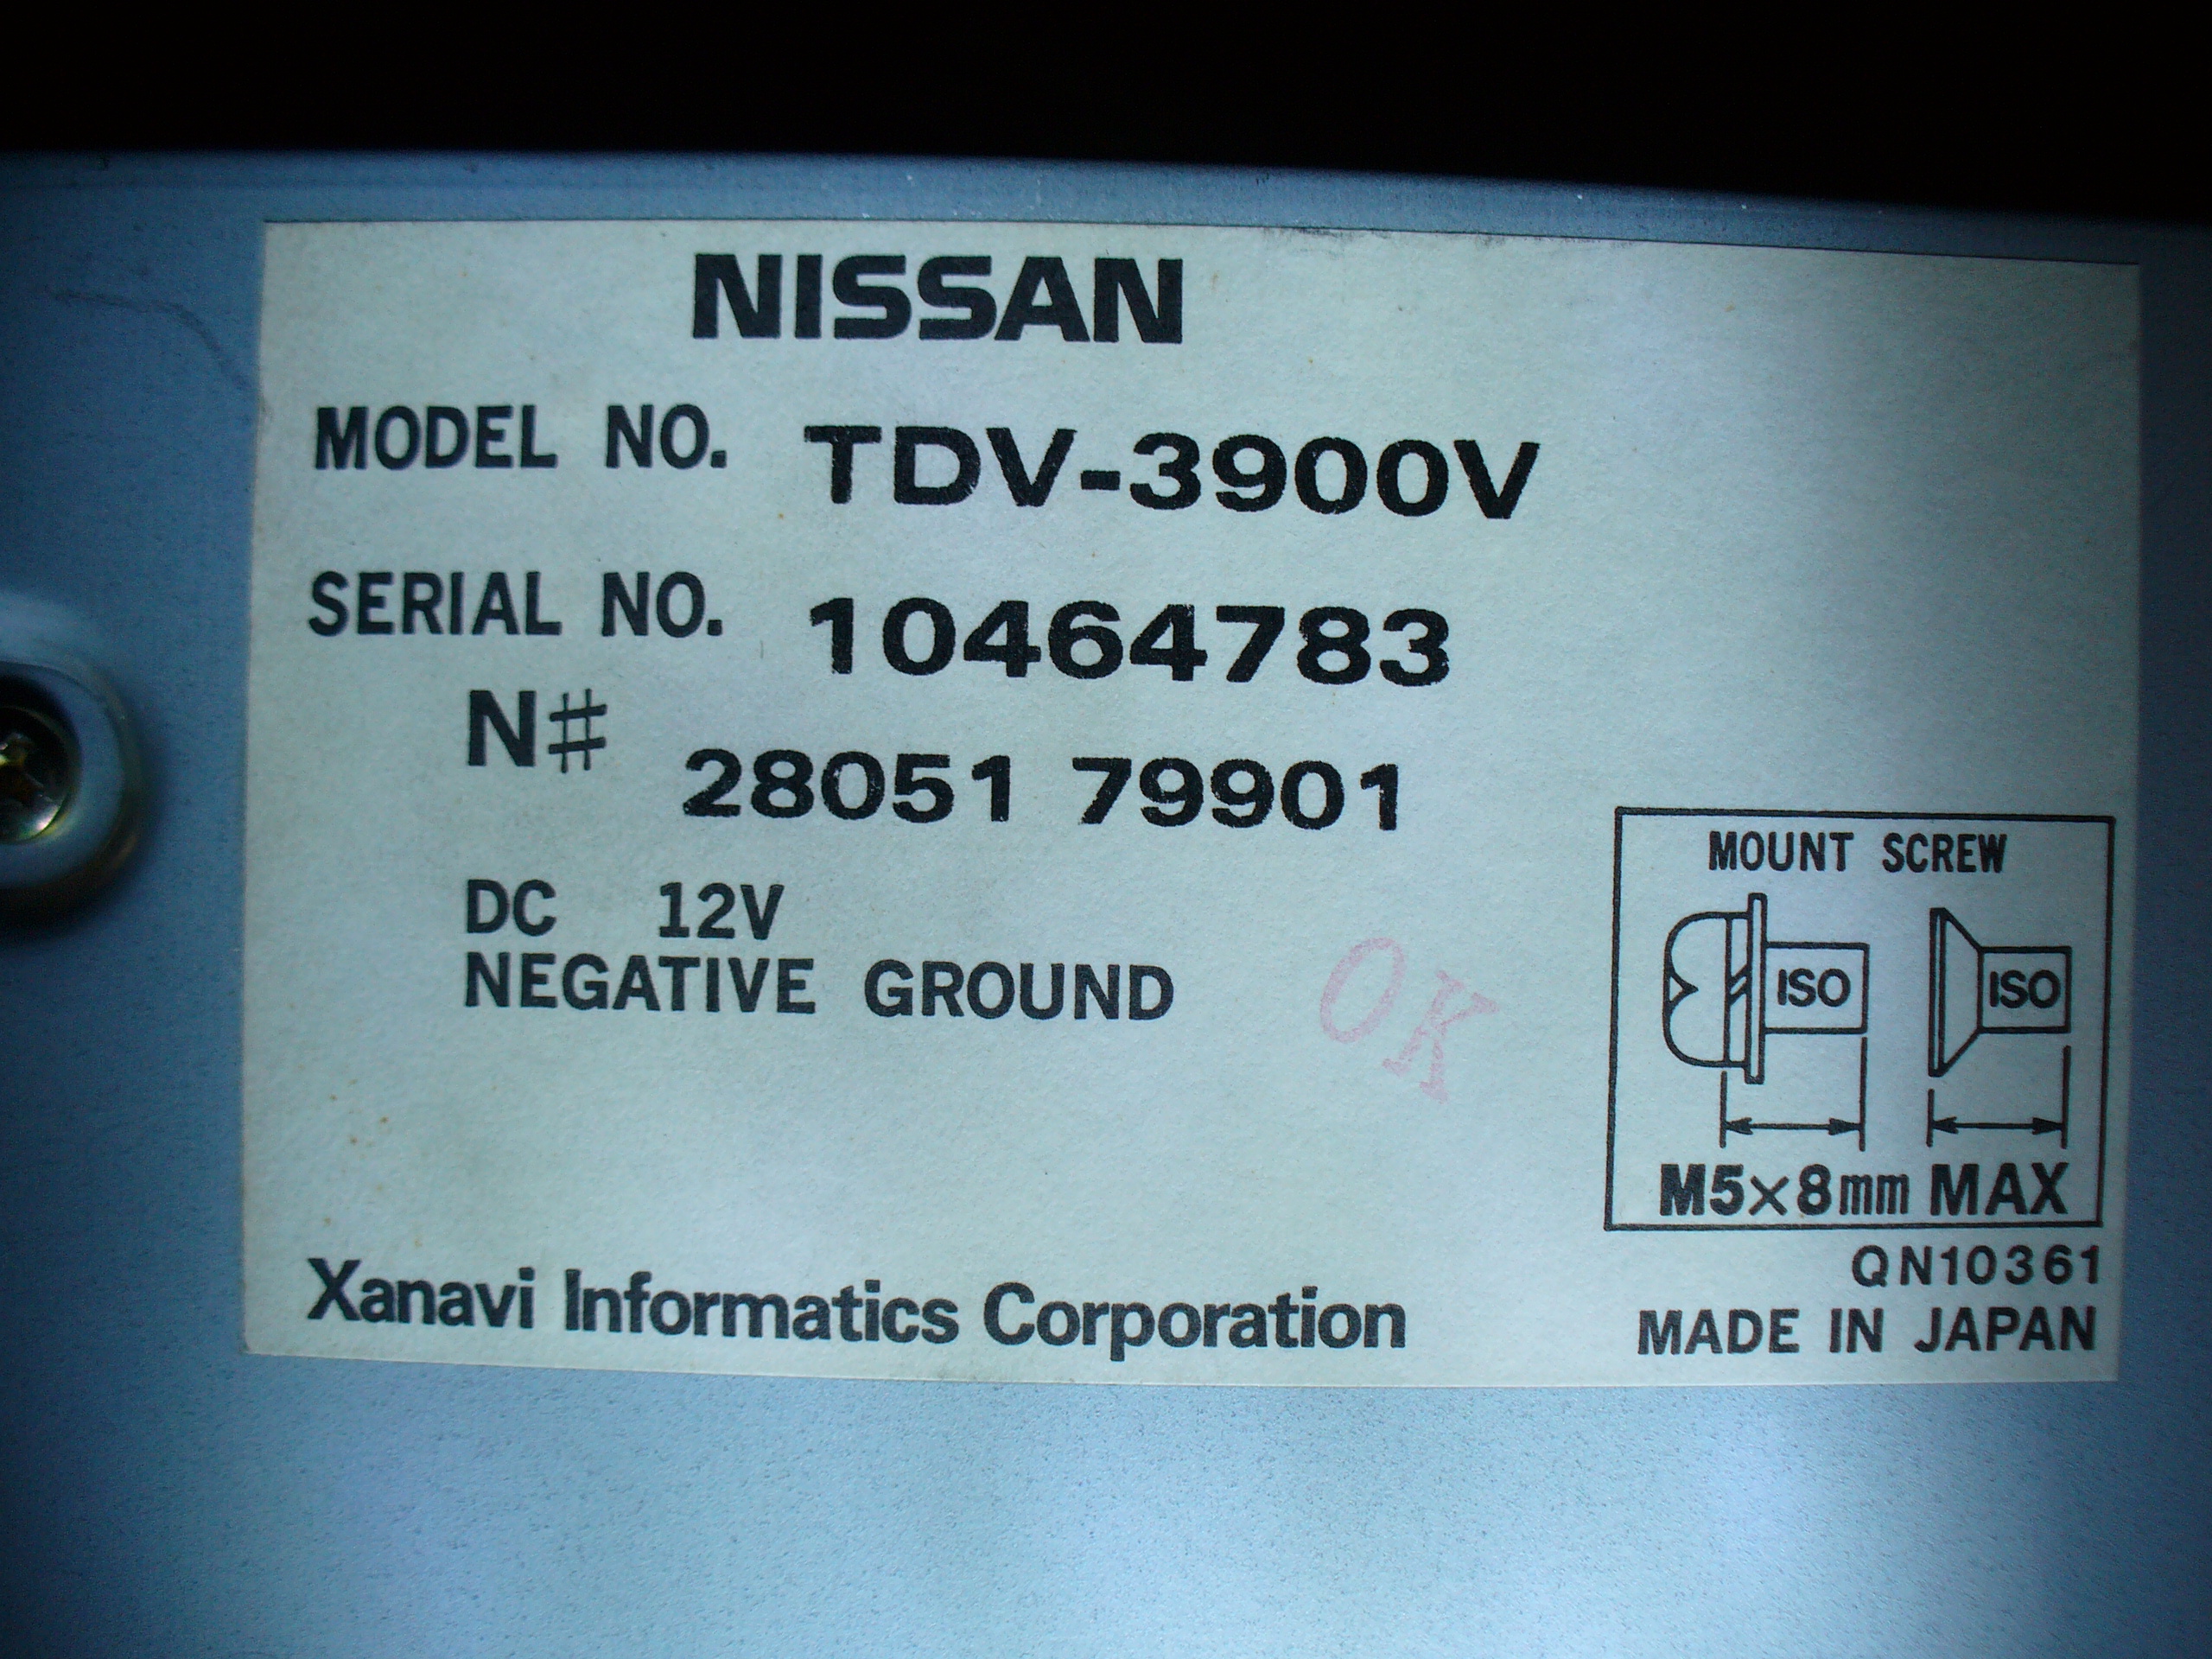 NISSAN
MODEL NO. TDV-3900V
SERIAL NO. 10464783
N# 28051 79901
DC 12V
NEGATIVE GROUND
OK
MOUNT SCREW
ISO ISO
M5×8mm MAX
QN10361
Xanavi Informatics Corporation
MADE IN JAPAN